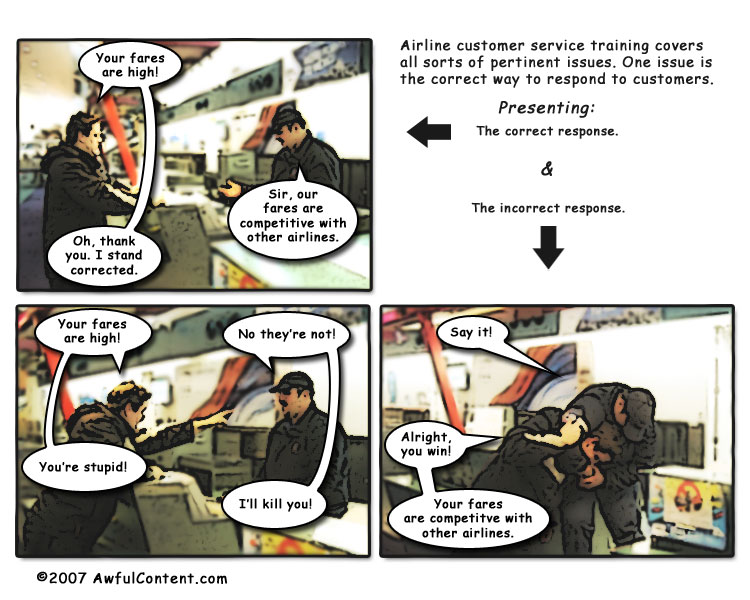 Airline customer service training covers
all sorts of pertinent issues. One issue is
the correct way to respond to customers.
Presenting:
The correct response.
&
The incorrect response.
Your fares
are high!
Sir, our
fares are
competitive with
other airlines.
Oh, thank
you. I stand
corrected.
Your fares
are high!
No they're not!
You're stupid!
I'll kill you!
Say it!
Alright,
you win!
Your fares
are competitve with
other airlines.
©2007 AwfulContent.com